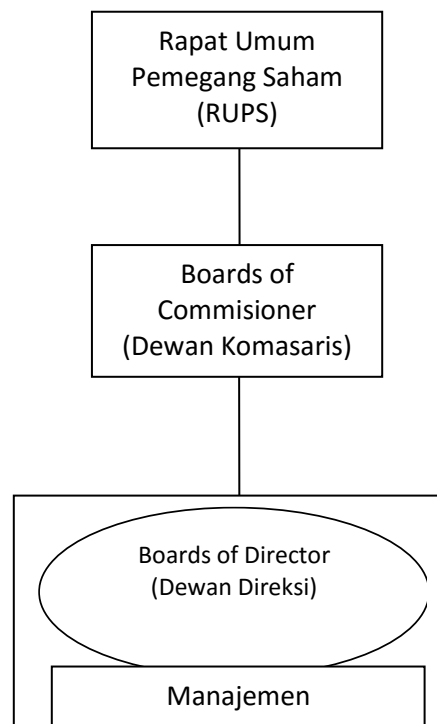 Rapat Umum
Pemegang Saham
(RUPS)
Boards of
Commisioner
(Dewan Komasaris)
Boards of Director
(Dewan Direksi)
Manajemen